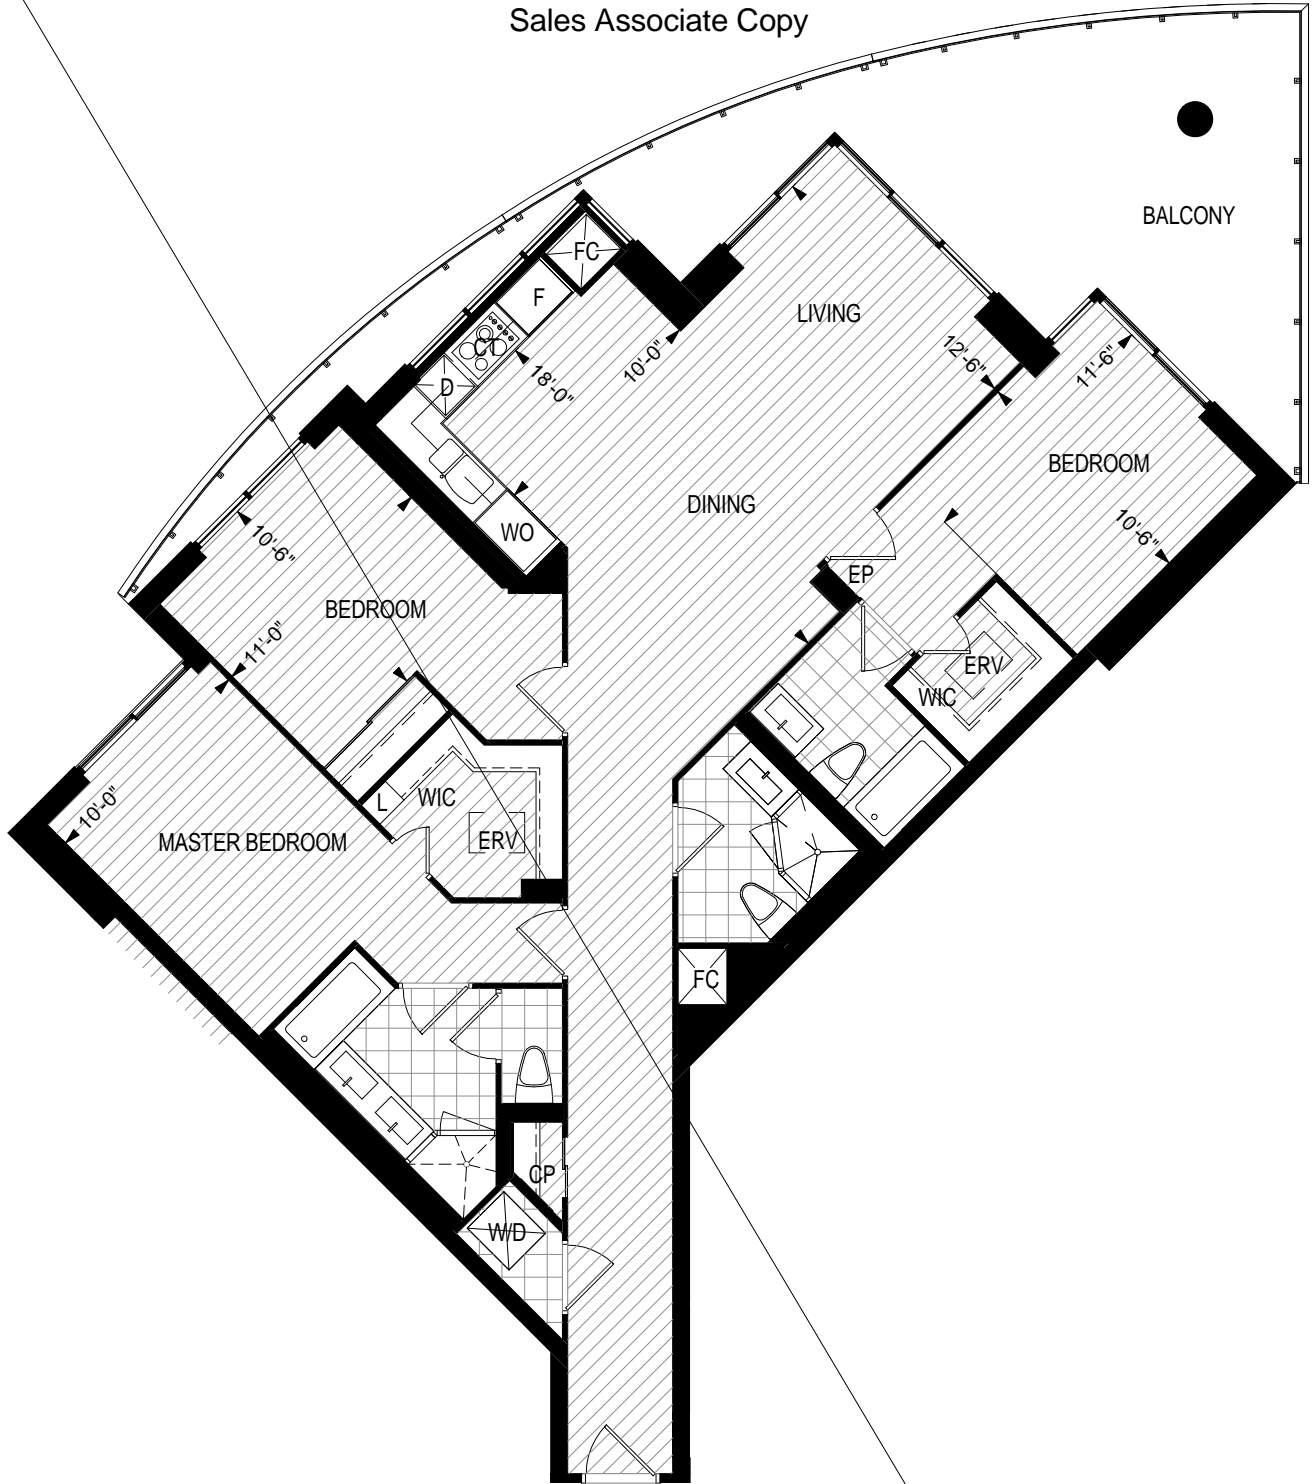 Sales Associate Copy
BALCONY
FC
F
LIVING
CT
10'-0"
12'-6"
11'-6"
D
18'-0"
BEDROOM
DINING
WO
10'-6"
10'-6"
EP
BEDROOM
11'-0"
ERV
WIC
10'-0"
L
WIC
MASTER BEDROOM
ERV
FC
CP
W/D